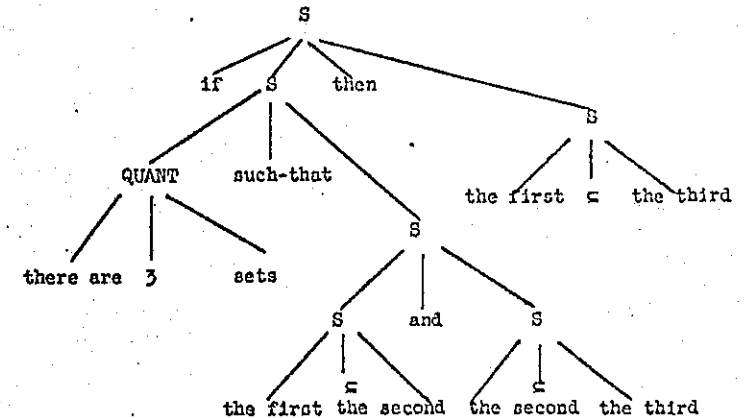 S
if S then
S
QUANT such-that
the first ⊆ the third
S
there are 3 sets
S and S
⊆ ⊆
the first the second the second the third